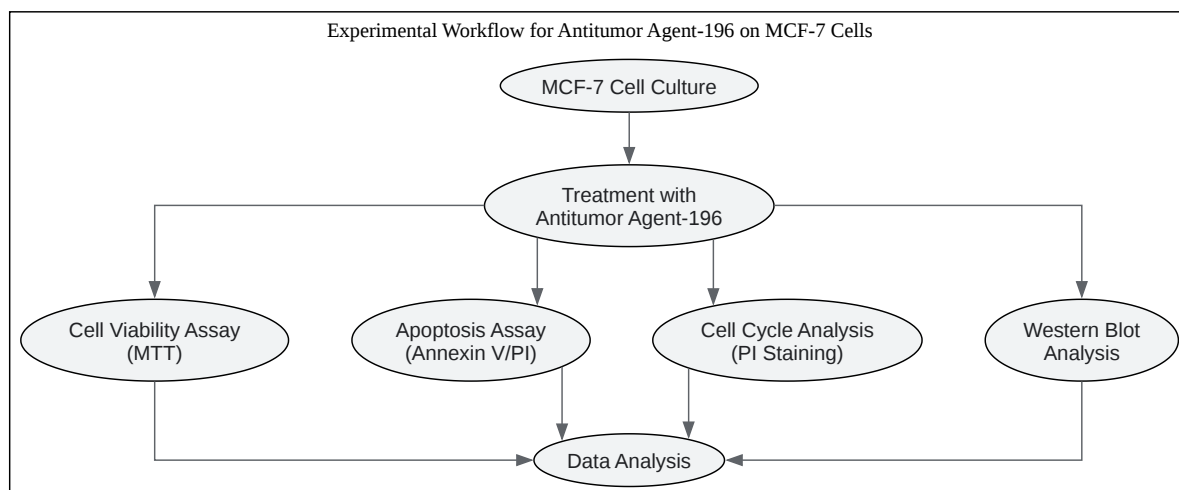 Experimental Workflow for Antitumor Agent-196 on MCF-7 Cells
MCF-7 Cell Culture
Treatment with
Antitumor Agent-196
Cell Viability Assay
(MTT)
Apoptosis Assay
(Annexin V/PI)
Cell Cycle Analysis
(PI Staining)
Western Blot
Analysis
Data Analysis